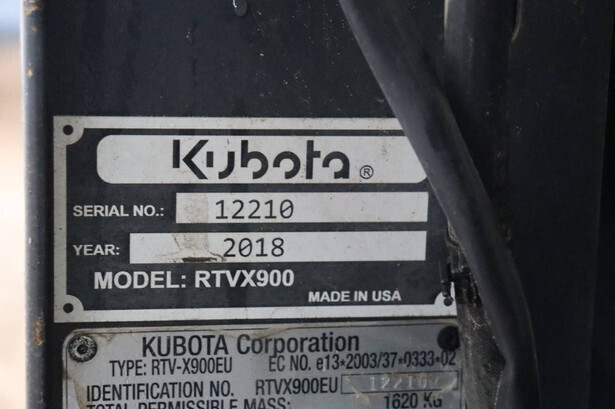 Kubota®
SERIAL NO.: 12210
YEAR: 2018
MODEL: RTVX900
MADE IN USA
KUBOTA Corporation
TYPE: RTV-X900EU EC NO. e13*2003/37*0333*02
IDENTIFICATION NO. RTVX900EU
TOTAL PERMISSIBLE MASS: 1620 KG